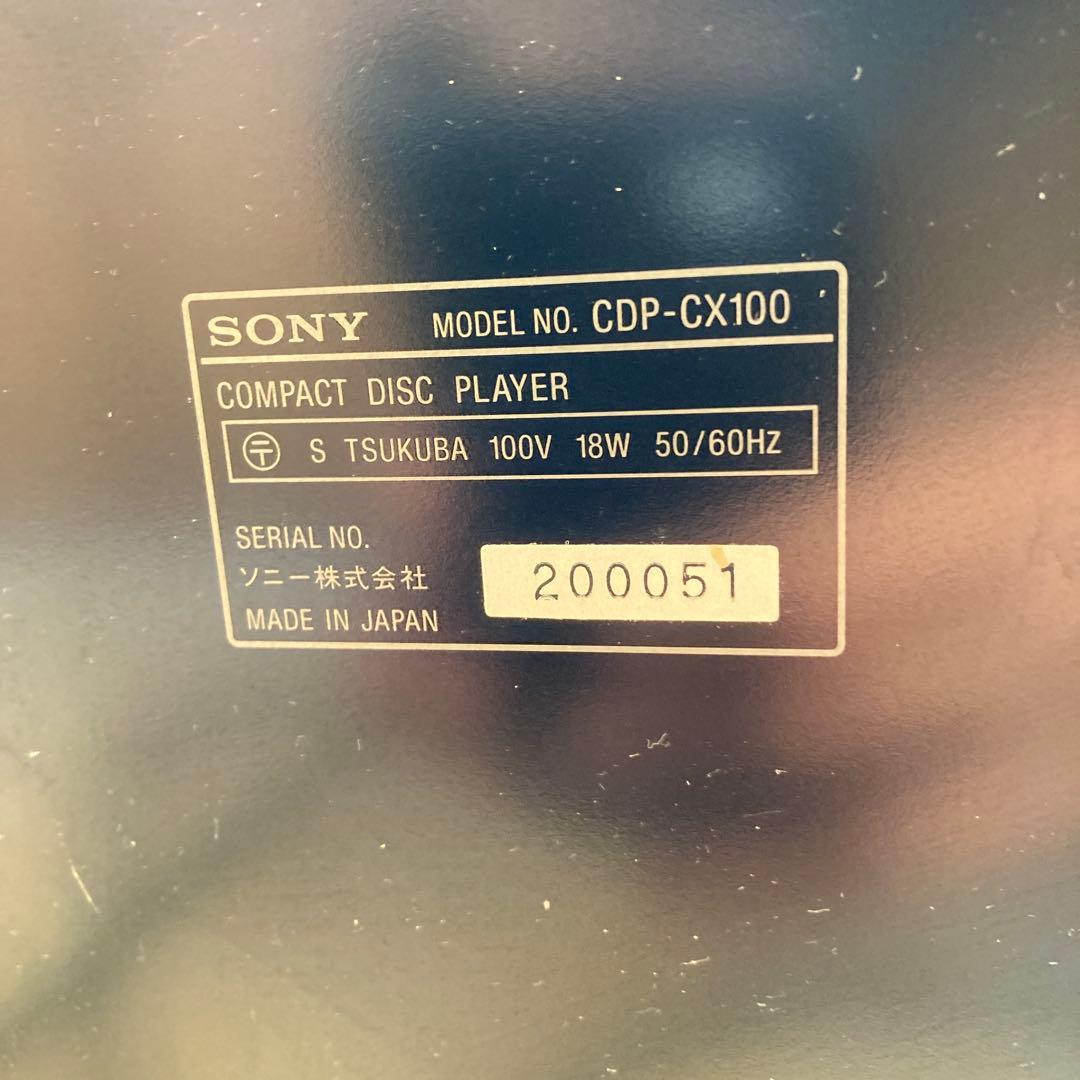 SONY MODEL NO. CDP-CX100
COMPACT DISC PLAYER
〶 S TSUKUBA 100V 18W 50/60Hz
SERIAL NO.
ソニー株式会社 200051
MADE IN JAPAN